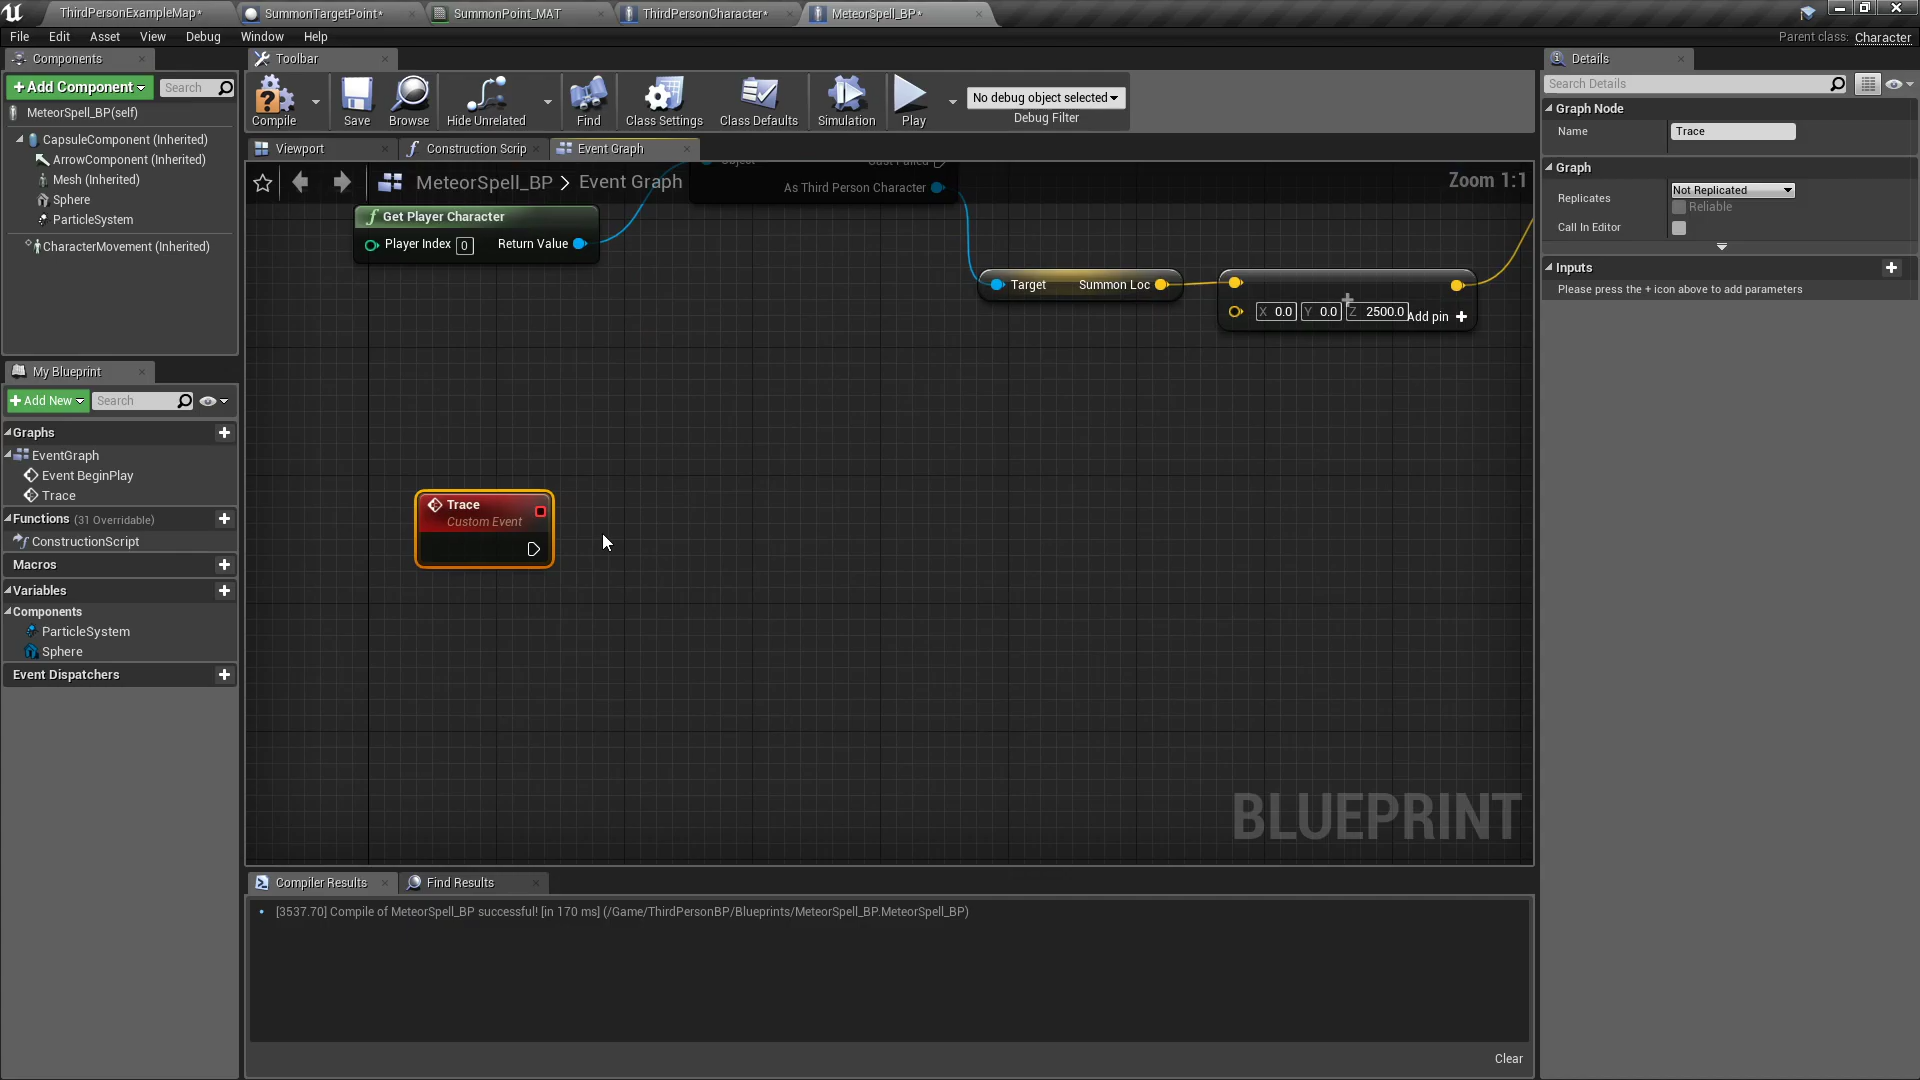 ThirdPersonExampleMap*
SummonTargetPoint*
SummonPoint_MAT
ThirdPersonCharacter*
MeteorSpell_BP*
File Edit Asset View Debug Window Help
Parent class: Character
Components
+Add Component
Search
MeteorSpell_BP(self)
CapsuleComponent (Inherited)
ArrowComponent (Inherited)
Mesh (Inherited)
Sphere
ParticleSystem
CharacterMovement (Inherited)
My Blueprint
+Add New
Search
Graphs
EventGraph
Event BeginPlay
Trace
Functions (31 Overridable)
ConstructionScript
Macros
Variables
Components
ParticleSystem
Sphere
Event Dispatchers
Toolbar
Compile
Save
Browse
Hide Unrelated
Find
Class Settings
Class Defaults
Simulation
Play
No debug object selected
Debug Filter
Viewport
Construction Scrip
Event Graph
MeteorSpell_BP > Event Graph
Zoom 1:1
Object
Cast Failed
As Third Person Character
Get Player Character
Player Index 0 Return Value
Target Summon Loc
X 0.0 Y 0.0 Z 2500.0 Add pin +
Trace
Custom Event
BLUEPRINT
Compiler Results
Find Results
[3537.70] Compile of MeteorSpell_BP successful! [in 170 ms] (/Game/ThirdPersonBP/Blueprints/MeteorSpell_BP.MeteorSpell_BP)
Clear
Details
Search Details
Graph Node
Name Trace
Graph
Replicates Not Replicated
Reliable
Call In Editor
Inputs
Please press the + icon above to add parameters